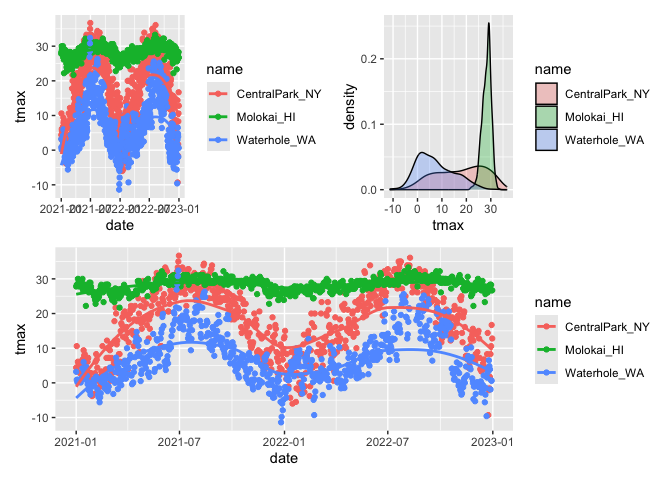 tmax
30
20
10
0
-10
2021-01
2021-07
2022-01
2022-07
2023-01
date
name
CentralPark_NY
Molokai_HI
Waterhole_WA
density
0.2
0.1
0.0
-10 0 10 20 30
tmax
name
CentralPark_NY
Molokai_HI
Waterhole_WA
tmax
30
20
10
0
-10
2021-01 2021-07 2022-01 2022-07 2023-01
date
name
CentralPark_NY
Molokai_HI
Waterhole_WA